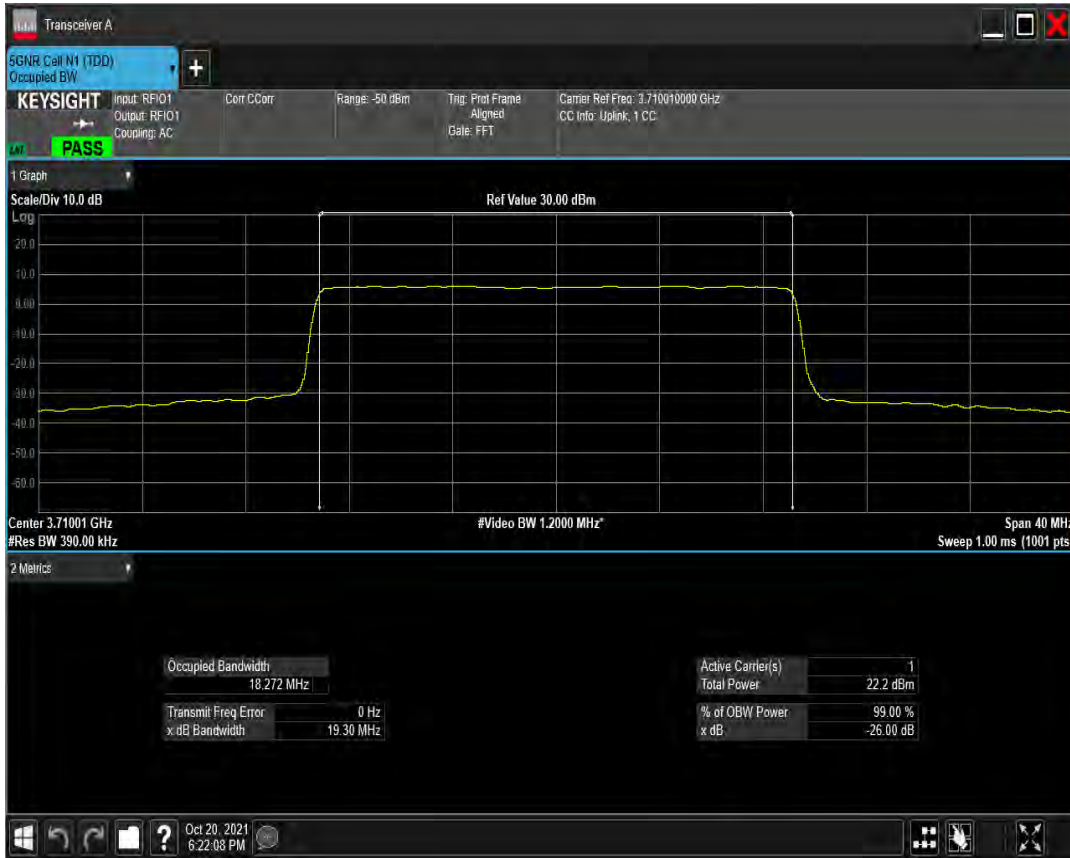 Transceiver A
5GNR Cell N1 (TDD)
Occupied BW
KEYSIGHT
Input: RFIO1
Output: RFIO1
Coupling: AC
Corr CCorr
Range: -50 dBm
Trig: Prot Frame
Aligned
Gate: FFT
Carrier Ref Freq: 3.710010000 GHz
CC Info: Uplink, 1 CC
PASS
1 Graph
Scale/Div 10.0 dB
Ref Value 30.00 dBm
Log
20.0
10.0
0.00
-10.0
-20.0
-30.0
-40.0
-50.0
-60.0
Center 3.71001 GHz
#Video BW 1.2000 MHz*
Span 40 MHz
#Res BW 390.00 kHz
Sweep 1.00 ms (1001 pts
2 Metrics
Occupied Bandwidth
18.272 MHz
Transmit Freq Error 0 Hz
x dB Bandwidth 19.30 MHz
Active Carrier(s) 1
Total Power 22.2 dBm
% of OBW Power 99.00 %
x dB -26.00 dB
?
Oct 20, 2021
6:22:08 PM